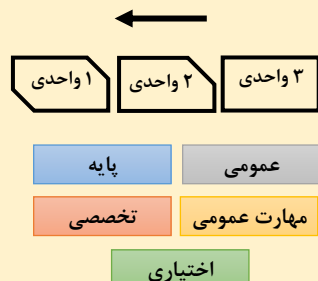 ۳ واحدی ۲ واحدی ۱ واحدی
عمومی پایه
مهارت عمومی تخصصی
اختیاری